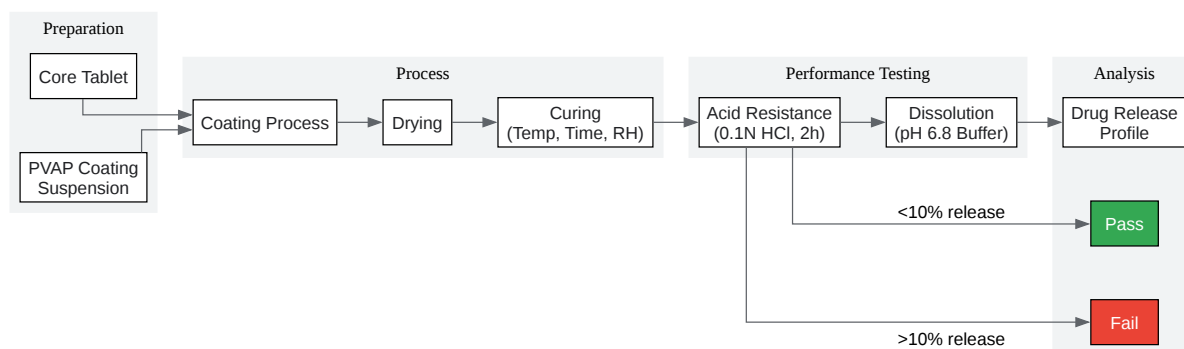 Preparation
Core Tablet
PVAP Coating
Suspension
Process
Coating Process
Drying
Curing
(Temp, Time, RH)
Performance Testing
Acid Resistance
(0.1N HCl, 2h)
Dissolution
(pH 6.8 Buffer)
Analysis
Drug Release
Profile
<10% release
Pass
>10% release
Fail